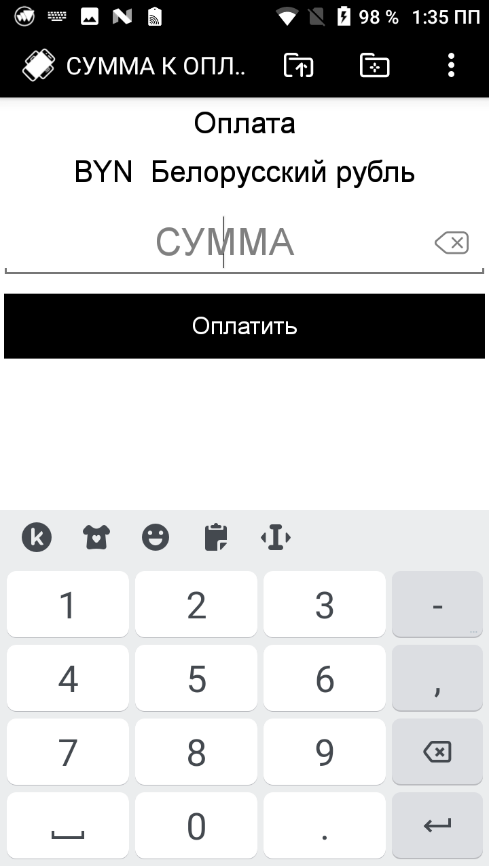 98 % 1:35 ПП
СУММА К ОПЛ..
Оплата
BYN Белорусский рубль
СУММА
Оплатить
1 2 3 -
4 5 6 ,
7 8 9
0 .